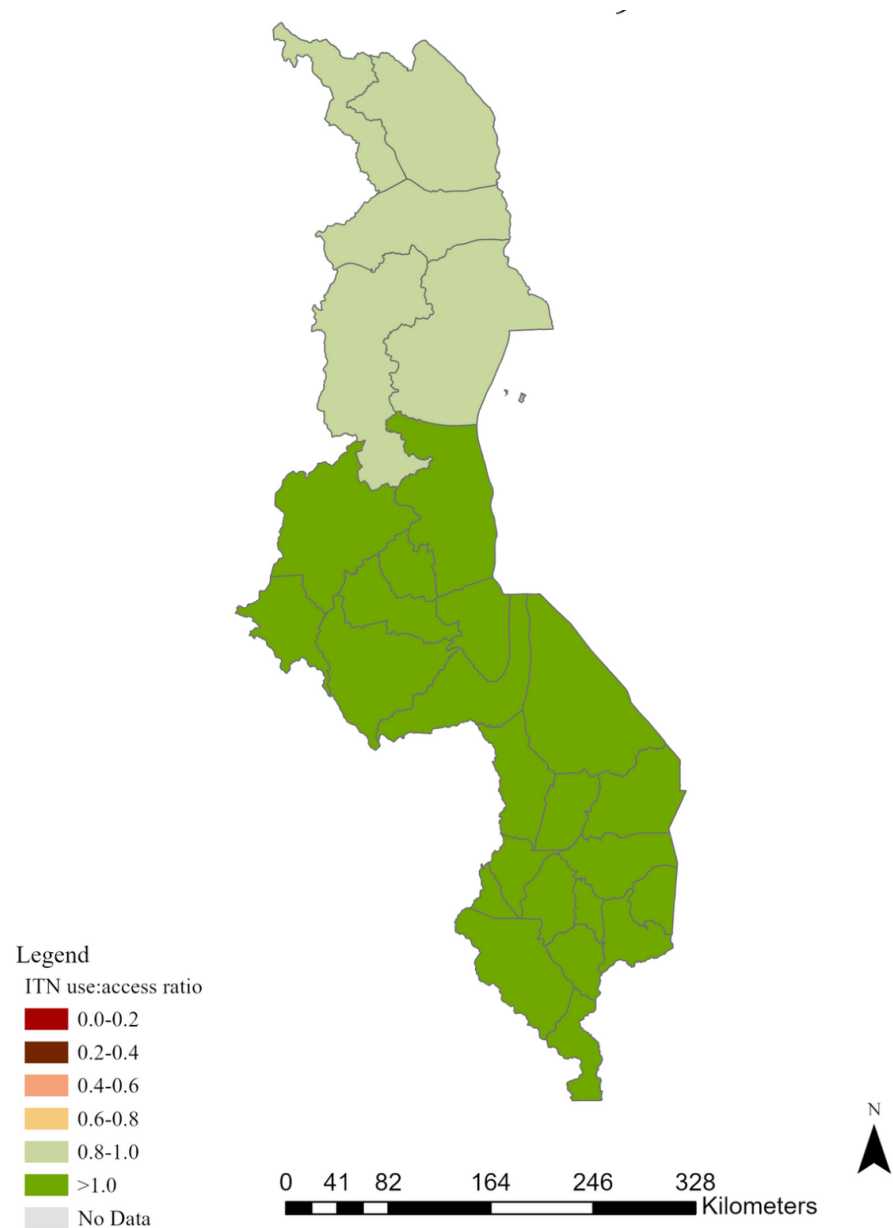 Legend
ITN use:access ratio
0.0-0.2
0.2-0.4
0.4-0.6
0.6-0.8
0.8-1.0
>1.0
No Data
0 41 82 164 246 328
Kilometers
N